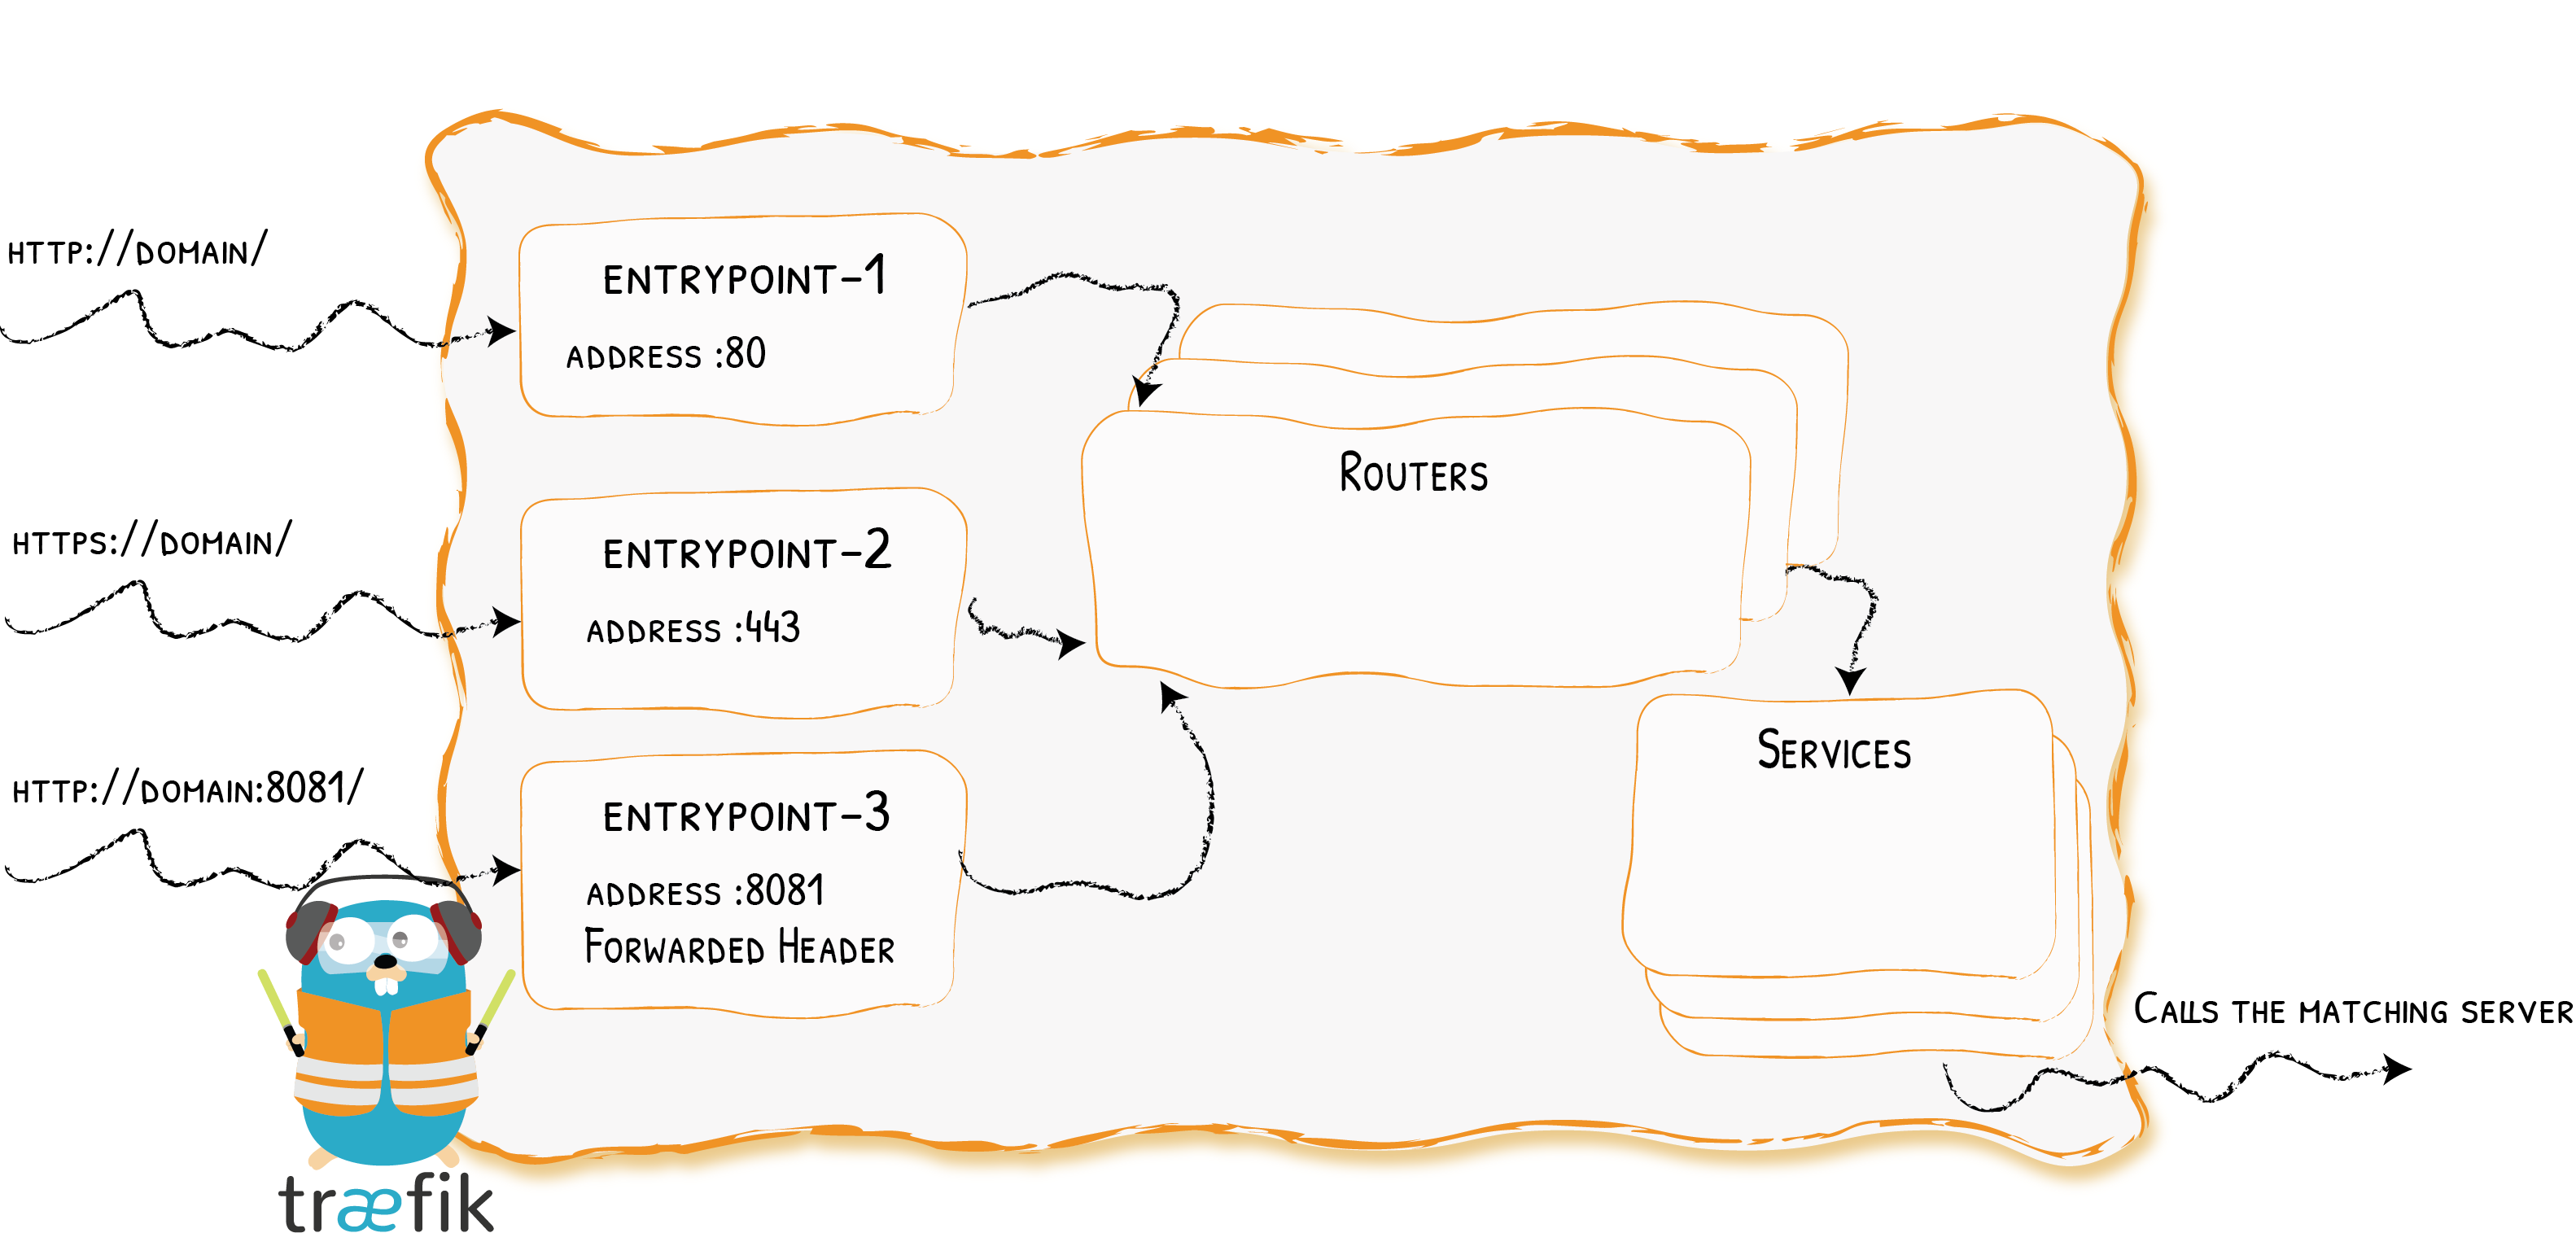 http://domain/
entrypoint-1
address :80
https://domain/
entrypoint-2
address :443
http://domain:8081/
entrypoint-3
address :8081
Forwarded Header
Routers
Services
Calls the matching server
træfik